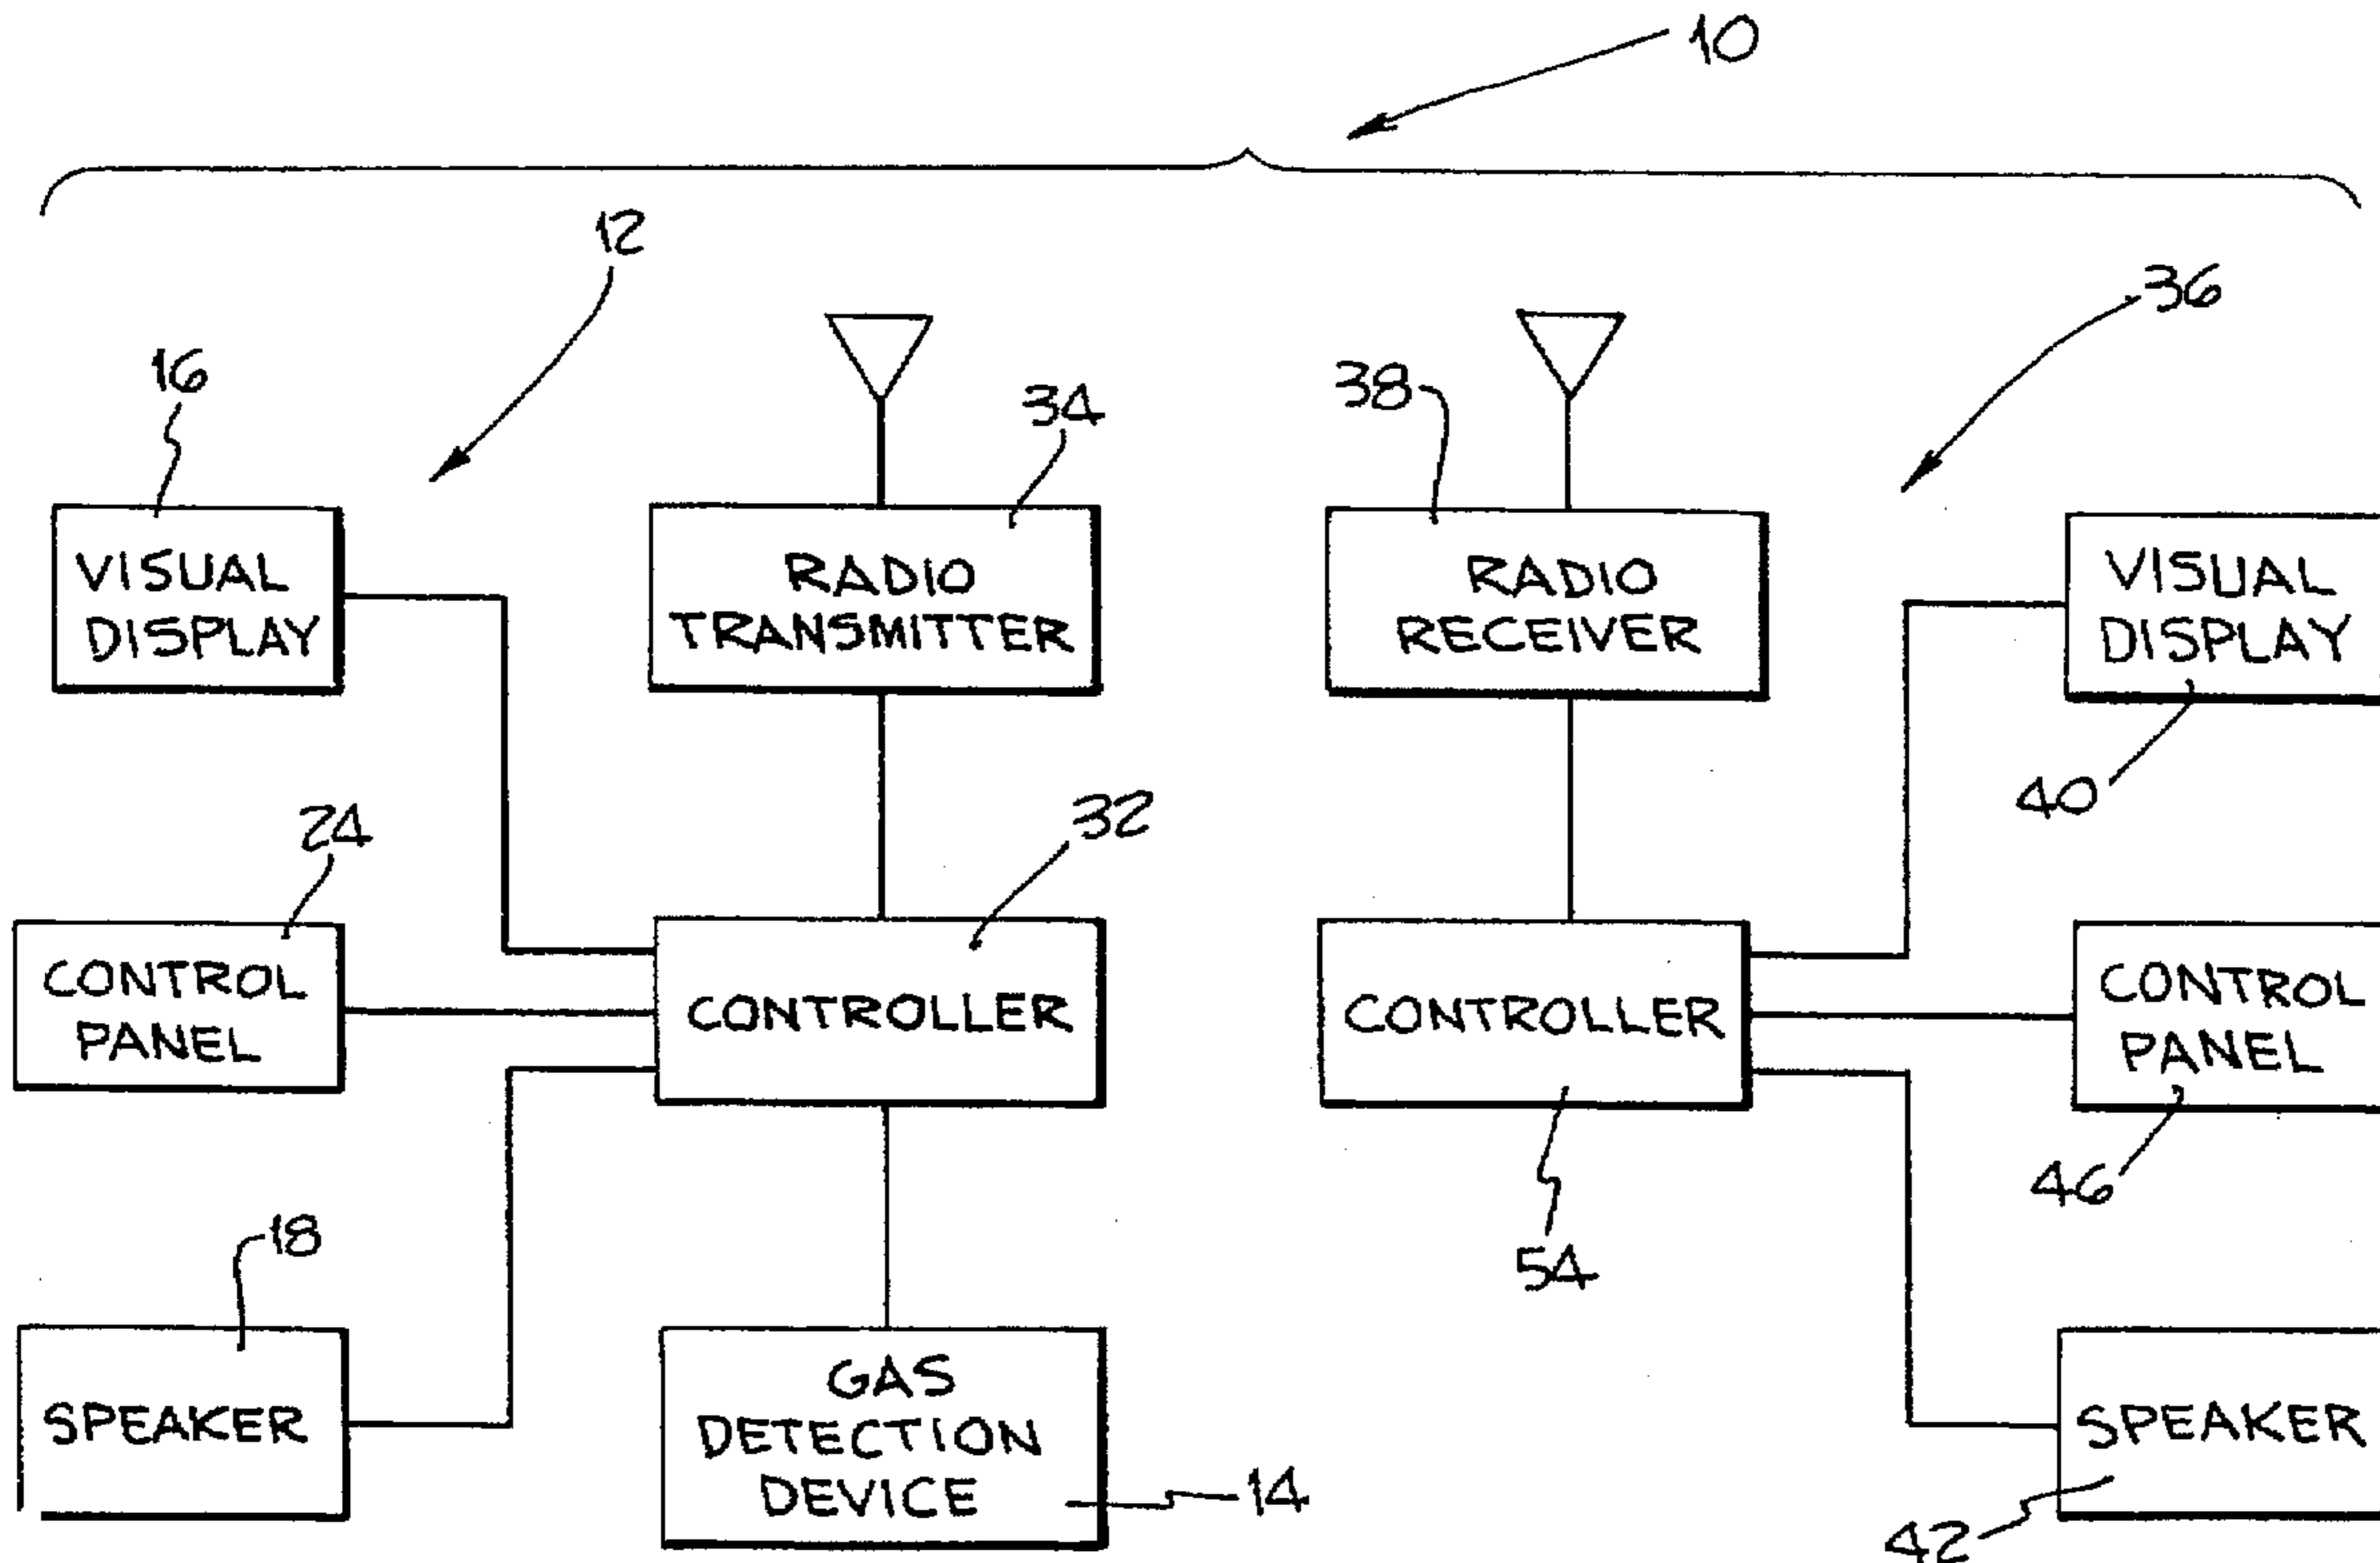 10
12
36
16
34
38
VISUAL
DISPLAY
RADIO
TRANSMITTER
RADIO
RECEIVER
VISUAL
DISPLAY
40
24
32
CONTROL
PANEL
CONTROLLER
CONTROLLER
CONTROL
PANEL
46
18
54
SPEAKER
GAS
DETECTION
DEVICE
14
SPEAKER
42